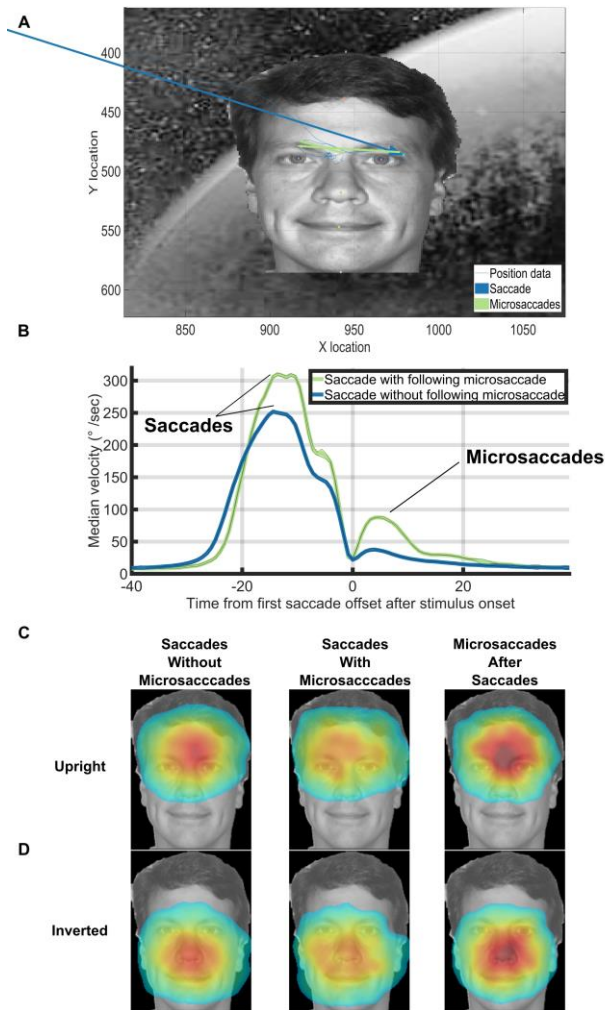 A
400
450
500
550
600
Y location
850
900
950
1000
1050
X location
Position data
Saccade
Microsaccades
B
300
250
200
150
100
50
0
Median velocity (° /sec)
Saccade with following microsaccade
Saccade without following microsaccade
Saccades
Microsaccades
-40
-20
0
20
Time from first saccade offset after stimulus onset
C
Saccades
Without
Microsacccades
Saccades
With
Microsacccades
Microsaccades
After
Saccades
Upright
D
Inverted